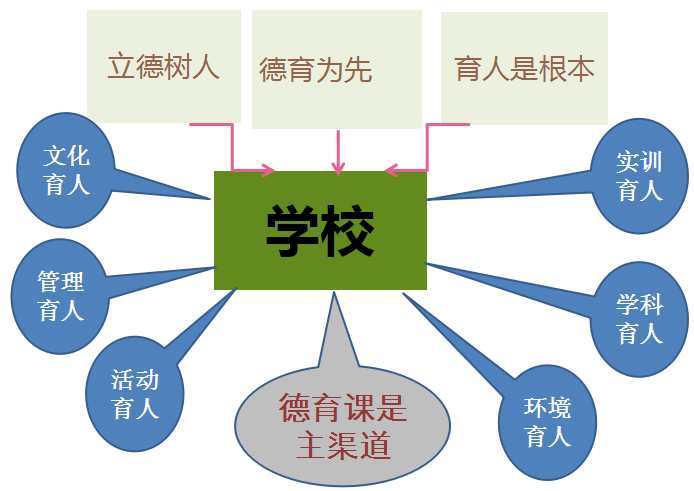 立德树人
德育为先
育人是根本
文化
育人
实训
育人
学校
管理
育人
学科
育人
活动
育人
德育课是
主渠道
环境
育人